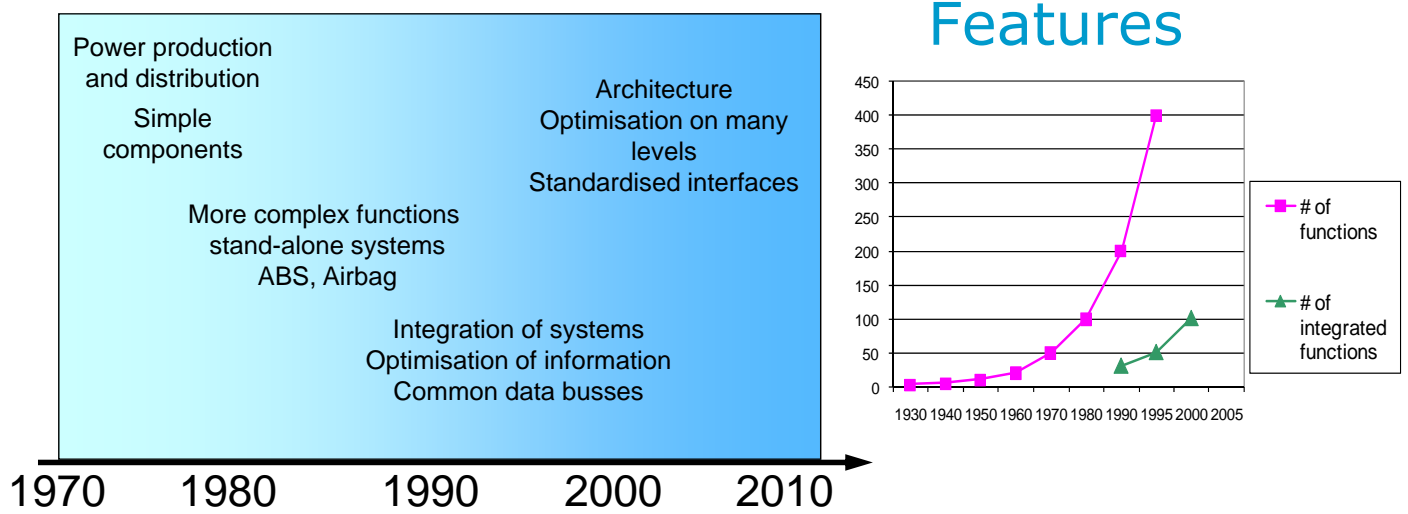 Features
Power production
and distribution
Simple
components
More complex functions
stand-alone systems
ABS, Airbag
Integration of systems
Optimisation of information
Common data busses
Architecture
Optimisation on many
levels
Standardised interfaces
1970 1980 1990 2000 2010
450
400
350
300
250
200
150
100
50
0
1930 1940 1950 1960 1970 1980 1990 1995 2000 2005
# of
functions
# of
integrated
functions